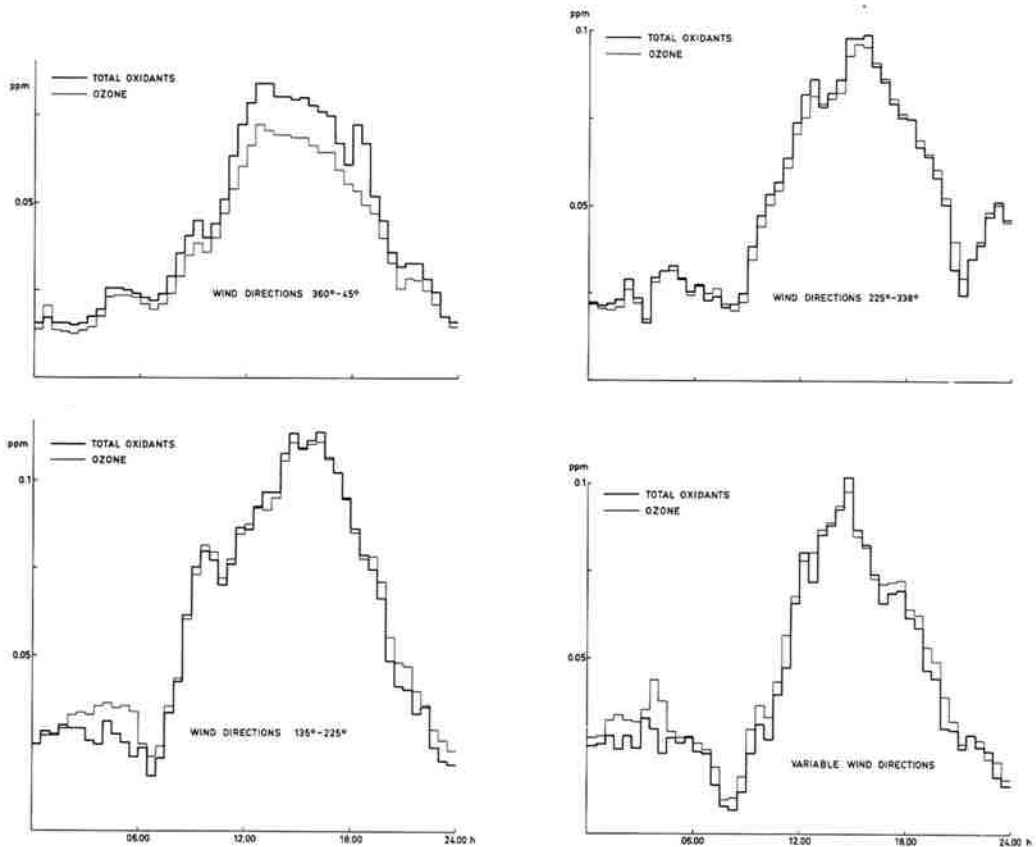 ppm
TOTAL OXIDANTS
OZONE
0.05
WIND DIRECTIONS 360°-45°
ppm
0.1
TOTAL OXIDANTS
OZONE
0.05
WIND DIRECTIONS 225°-338°
ppm
TOTAL OXIDANTS
OZONE
0.1
0.05
WIND DIRECTIONS 135°-225°
06.00 12.00 18.00 24.00 h
ppm
0.1
TOTAL OXIDANTS
OZONE
0.05
VARIABLE WIND DIRECTIONS
06.00 12.00 18.00 24.00 h